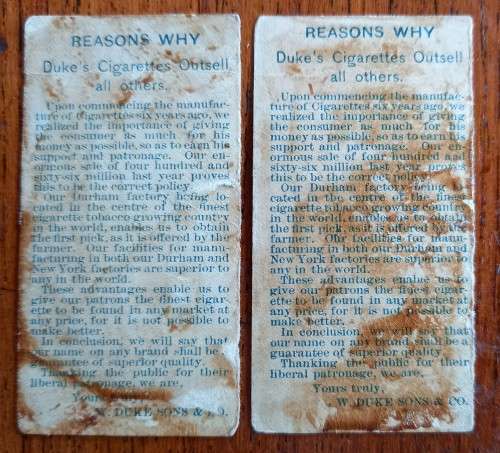 REASONS WHY
Duke's Cigarettes Outsell
all others.
Upon commencing the manufac-
ture of Cigarettes six years ago, we
realized the importance of giving
the consumer as much for his
money as possible, so as to earn his
support and patronage. Our en-
ormous sale of four hundred and
sixty-six million last year proves
this to be the correct policy.
Our Durham factory being lo-
cated in the centre of the finest
cigarette tobacco growing country
in the world, enables us to obtain
the first pick, as it is offered by the
farmer. Our facilities for manu-
facturing in both our Durham and
New York factories are superior to
any in the world.
These advantages enable us to
give our patrons the finest cigar-
ette to be found in any market at
any price, for it is not possible to
make better.
In conclusion, we will say that
our name on any brand shall be a
guarantee of superior quality.
Thanking the public for their
liberal patronage, we are,
Yours truly,
W. DUKE SONS & O.
REASONS WHY
Duke's Cigarettes Outsell
all others.
Upon commencing the manufac-
ture of Cigarettes six years ago, we
realized the importance of giving
the consumer as much for his
money as possible, so as to earn his
support and patronage. Our en-
ormous sale of four hundred and
sixty-six million last year proves
this to be the correct policy.
Our Durham factory being lo-
cated in the centre of the finest
cigarette tobacco growing country
in the world, enables us to obtain
the first pick, as it is offered by the
farmer. Our facilities for manu-
facturing in both our Durham and
New York factories are superior to
any in the world.
These advantages enable us to
give our patrons the finest cigar-
ette to be found in any market at
any price, for it is not possible to
make better.
In conclusion, we will say that
our name on any brand shall be a
guarantee of superior quality.
Thanking the public for their
liberal patronage, we are,
Yours truly,
W. DUKE SONS & CO.